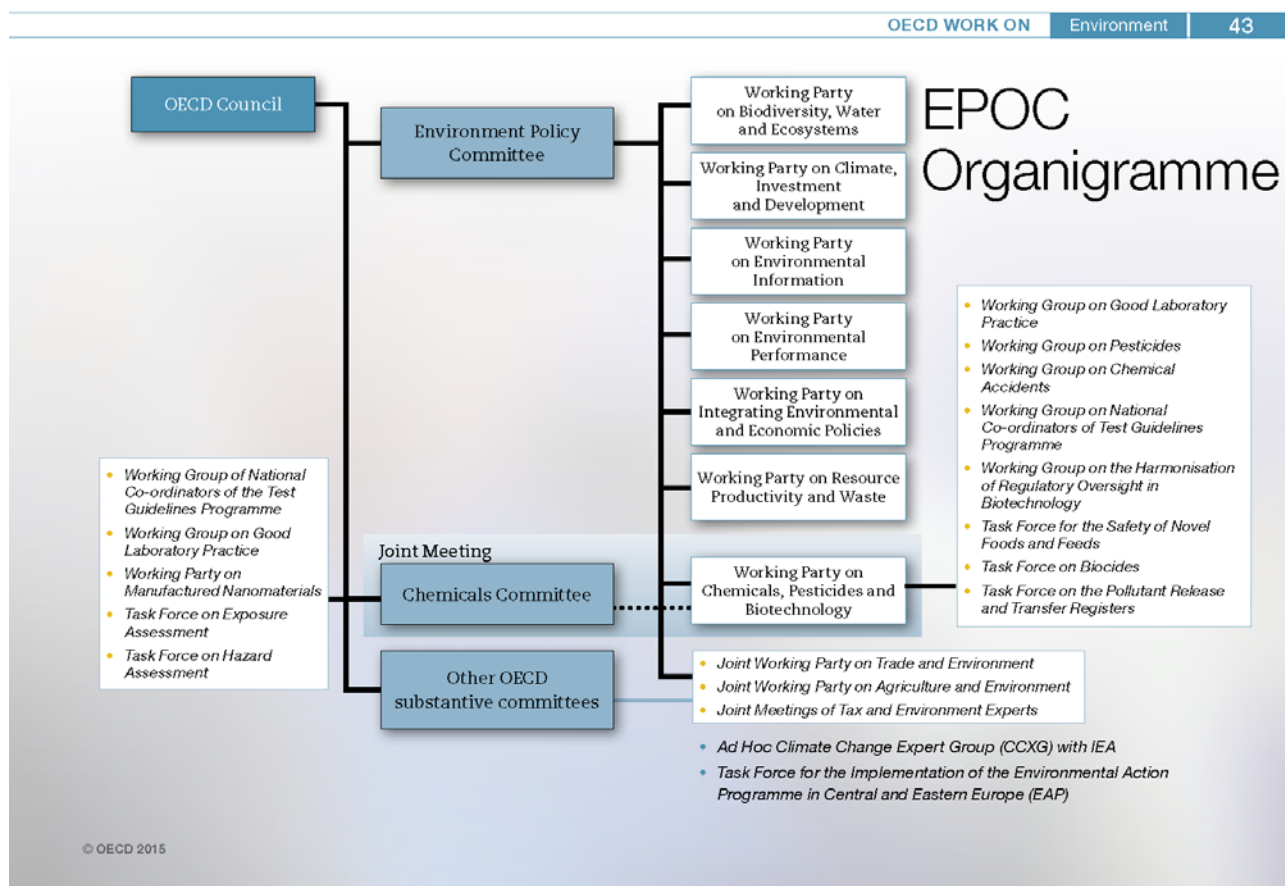 OECD WORK ON Environment 43
EPOC
Organigramme
OECD Council
Environment Policy
Committee
Working Party
on Biodiversity, Water
and Ecosystems
Working Party on Climate,
Investment
and Development
Working Party
on Environmental
Information
Working Party
on Environmental
Performance
Working Party on
Integrating Environmental
and Economic Policies
Working Party on Resource
Productivity and Waste
• Working Group on Good Laboratory
Practice
• Working Group on Pesticides
• Working Group on Chemical
Accidents
• Working Group on National
Co-ordinators of Test Guidelines
Programme
• Working Group on the Harmonisation
of Regulatory Oversight in
Biotechnology
• Task Force for the Safety of Novel
Foods and Feeds
• Task Force on Biocides
• Task Force on the Pollutant Release
and Transfer Registers
• Working Group of National
Co-ordinators of the Test
Guidelines Programme
• Working Group on Good
Laboratory Practice
• Working Party on
Manufactured Nanomaterials
• Task Force on Exposure
Assessment
• Task Force on Hazard
Assessment
Joint Meeting
Chemicals Committee
Working Party on
Chemicals, Pesticides and
Biotechnology
Other OECD
substantive committees
• Joint Working Party on Trade and Environment
• Joint Working Party on Agriculture and Environment
• Joint Meetings of Tax and Environment Experts
• Ad Hoc Climate Change Expert Group (CCXG) with IEA
• Task Force for the Implementation of the Environmental Action
Programme in Central and Eastern Europe (EAP)
© OECD 2015